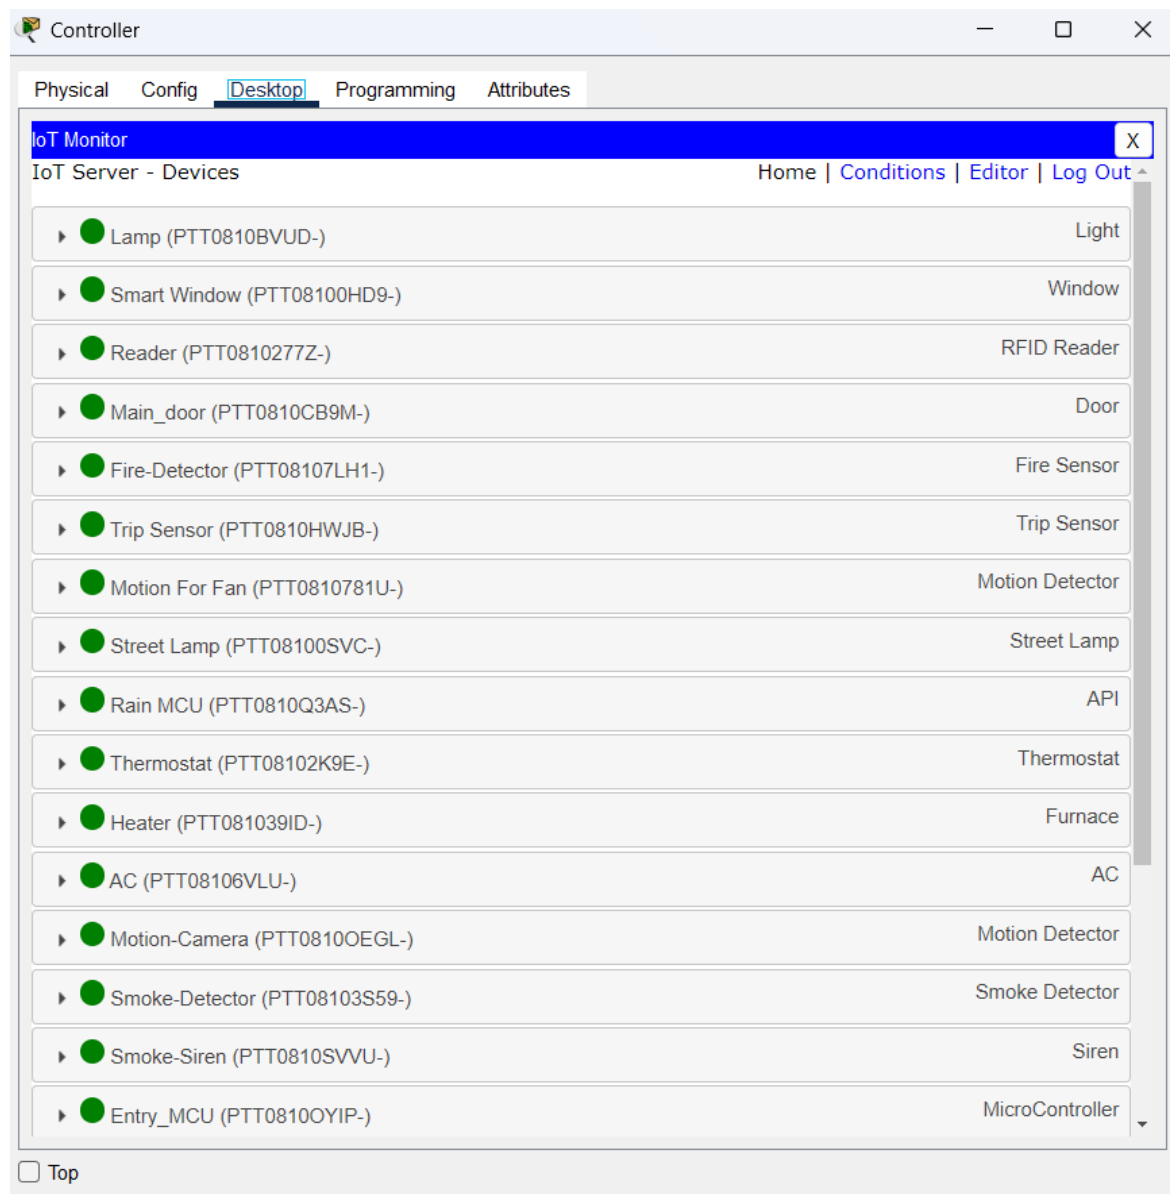 Controller
Physical Config Desktop Programming Attributes
IoT Monitor X
IoT Server - Devices Home | Conditions | Editor | Log Out
Lamp (PTT0810BVUD-) Light
Smart Window (PTT08100HD9-) Window
Reader (PTT0810277Z-) RFID Reader
Main_door (PTT0810CB9M-) Door
Fire-Detector (PTT08107LH1-) Fire Sensor
Trip Sensor (PTT0810HWJB-) Trip Sensor
Motion For Fan (PTT0810781U-) Motion Detector
Street Lamp (PTT08100SVC-) Street Lamp
Rain MCU (PTT0810Q3AS-) API
Thermostat (PTT08102K9E-) Thermostat
Heater (PTT081039ID-) Furnace
AC (PTT08106VLU-) AC
Motion-Camera (PTT0810OEGL-) Motion Detector
Smoke-Detector (PTT08103S59-) Smoke Detector
Smoke-Siren (PTT0810SVVU-) Siren
Entry_MCU (PTT0810OYIP-) MicroController
Top